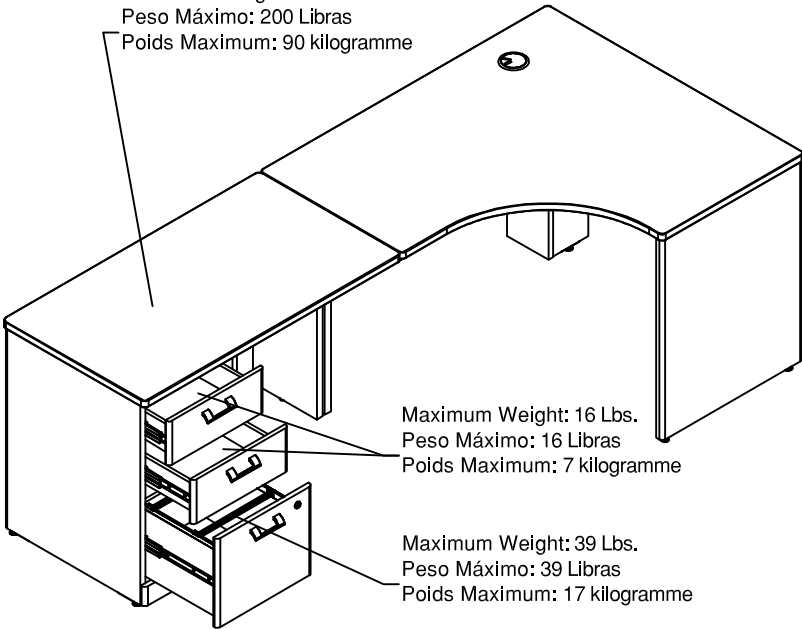 Peso Máximo: 200 Libras
Poids Maximum: 90 kilogramme
Maximum Weight: 16 Lbs.
Peso Máximo: 16 Libras
Poids Maximum: 7 kilogramme
Maximum Weight: 39 Lbs.
Peso Máximo: 39 Libras
Poids Maximum: 17 kilogramme